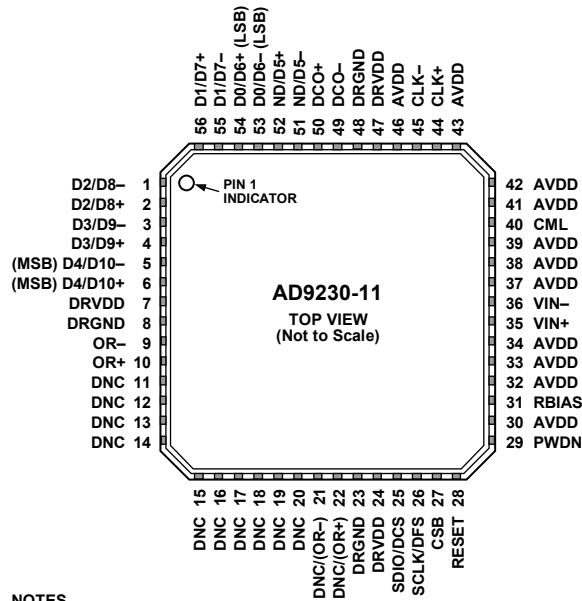 56 D1/D7+
55 D1/D7–
54 D0/D6+ (LSB)
53 D0/D6– (LSB)
52 ND/D5+
51 ND/D5–
50 DCO+
49 DCO–
48 DRGND
47 DRVDD
46 AVDD
45 CLK–
44 CLK+
43 AVDD
D2/D8– 1
D2/D8+ 2
D3/D9– 3
D3/D9+ 4
(MSB) D4/D10– 5
(MSB) D4/D10+ 6
DRVDD 7
DRGND 8
OR– 9
OR+ 10
DNC 11
DNC 12
DNC 13
DNC 14
PIN 1
INDICATOR
AD9230-11
TOP VIEW
(Not to Scale)
42 AVDD
41 AVDD
40 CML
39 AVDD
38 AVDD
37 AVDD
36 VIN–
35 VIN+
34 AVDD
33 AVDD
32 AVDD
31 RBIAS
30 AVDD
29 PWDN
DNC 15
DNC 16
DNC 17
DNC 18
DNC 19
DNC 20
DNC/(OR–) 21
DNC/(OR+) 22
DRGND 23
DRVDD 24
SDIO/DCS 25
SCLK/DFS 26
CSB 27
RESET 28
NOTES